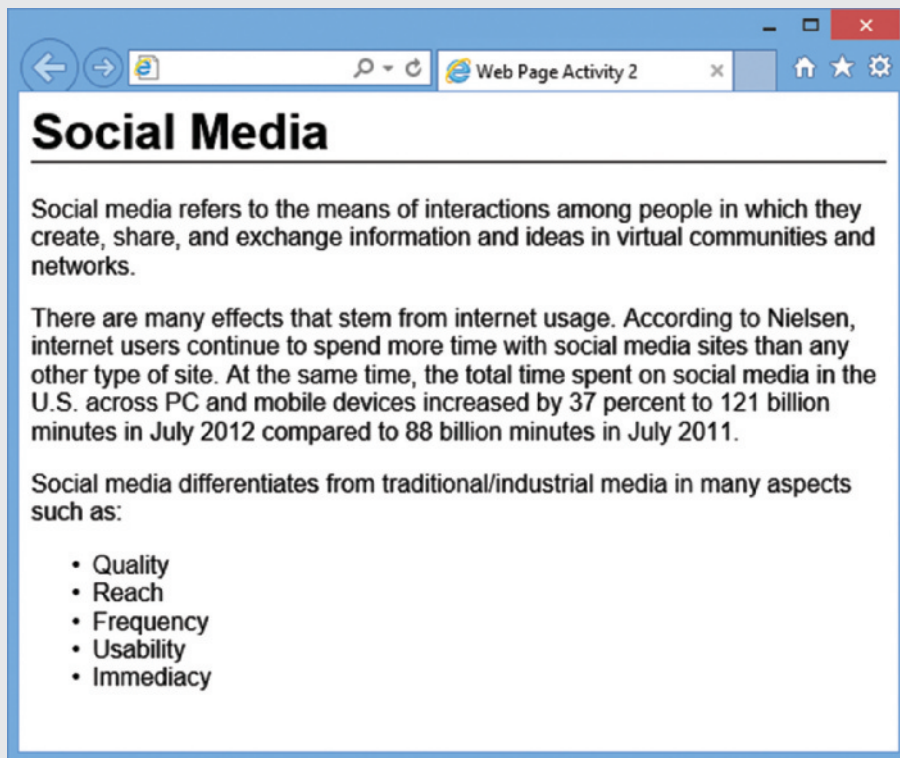 Web Page Activity 2
Social Media
Social media refers to the means of interactions among people in which they
create, share, and exchange information and ideas in virtual communities and
networks.
There are many effects that stem from internet usage. According to Nielsen,
internet users continue to spend more time with social media sites than any
other type of site. At the same time, the total time spent on social media in the
U.S. across PC and mobile devices increased by 37 percent to 121 billion
minutes in July 2012 compared to 88 billion minutes in July 2011.
Social media differentiates from traditional/industrial media in many aspects
such as:
• Quality
• Reach
• Frequency
• Usability
• Immediacy